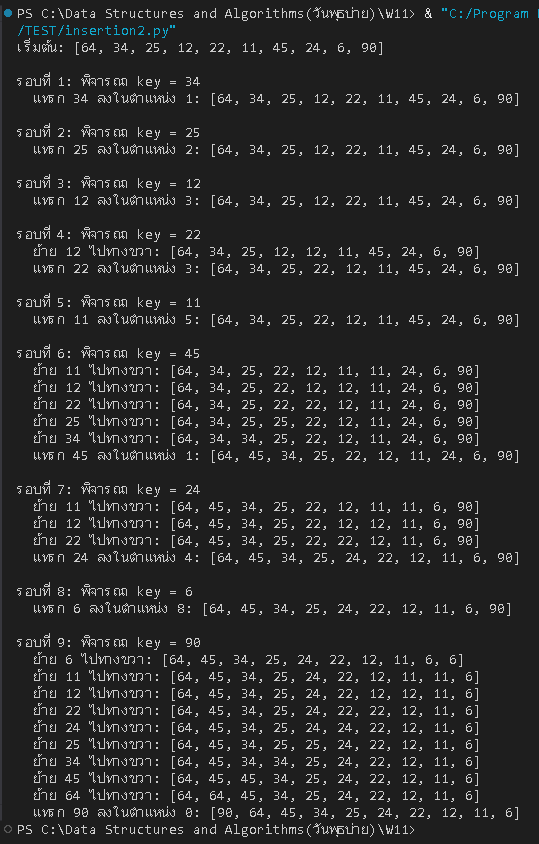 PS C:\Data Structures and Algorithms(วันพุธบ่าย)\W11> & "C:/Program
/TEST/insertion2.py"
เริ่มต้น: [64, 34, 25, 12, 22, 11, 45, 24, 6, 90]
รอบที่ 1: พิจารณา key = 34
แทรก 34 ลงในตำแหน่ง 1: [64, 34, 25, 12, 22, 11, 45, 24, 6, 90]
รอบที่ 2: พิจารณา key = 25
แทรก 25 ลงในตำแหน่ง 2: [64, 34, 25, 12, 22, 11, 45, 24, 6, 90]
รอบที่ 3: พิจารณา key = 12
แทรก 12 ลงในตำแหน่ง 3: [64, 34, 25, 12, 22, 11, 45, 24, 6, 90]
รอบที่ 4: พิจารณา key = 22
ย้าย 12 ไปทางขวา: [64, 34, 25, 12, 12, 11, 45, 24, 6, 90]
แทรก 22 ลงในตำแหน่ง 3: [64, 34, 25, 22, 12, 11, 45, 24, 6, 90]
รอบที่ 5: พิจารณา key = 11
แทรก 11 ลงในตำแหน่ง 5: [64, 34, 25, 22, 12, 11, 45, 24, 6, 90]
รอบที่ 6: พิจารณา key = 45
ย้าย 11 ไปทางขวา: [64, 34, 25, 22, 12, 11, 11, 24, 6, 90]
ย้าย 12 ไปทางขวา: [64, 34, 25, 22, 12, 12, 11, 24, 6, 90]
ย้าย 22 ไปทางขวา: [64, 34, 25, 22, 22, 12, 11, 24, 6, 90]
ย้าย 25 ไปทางขวา: [64, 34, 25, 25, 22, 12, 11, 24, 6, 90]
ย้าย 34 ไปทางขวา: [64, 34, 34, 25, 22, 12, 11, 24, 6, 90]
แทรก 45 ลงในตำแหน่ง 1: [64, 45, 34, 25, 22, 12, 11, 24, 6, 90]
รอบที่ 7: พิจารณา key = 24
ย้าย 11 ไปทางขวา: [64, 45, 34, 25, 22, 12, 11, 11, 6, 90]
ย้าย 12 ไปทางขวา: [64, 45, 34, 25, 22, 12, 12, 11, 6, 90]
ย้าย 22 ไปทางขวา: [64, 45, 34, 25, 22, 22, 12, 11, 6, 90]
แทรก 24 ลงในตำแหน่ง 4: [64, 45, 34, 25, 24, 22, 12, 11, 6, 90]
รอบที่ 8: พิจารณา key = 6
แทรก 6 ลงในตำแหน่ง 8: [64, 45, 34, 25, 24, 22, 12, 11, 6, 90]
รอบที่ 9: พิจารณา key = 90
ย้าย 6 ไปทางขวา: [64, 45, 34, 25, 24, 22, 12, 11, 6, 6]
ย้าย 11 ไปทางขวา: [64, 45, 34, 25, 24, 22, 12, 11, 11, 6]
ย้าย 12 ไปทางขวา: [64, 45, 34, 25, 24, 22, 12, 12, 11, 6]
ย้าย 22 ไปทางขวา: [64, 45, 34, 25, 24, 22, 22, 12, 11, 6]
ย้าย 24 ไปทางขวา: [64, 45, 34, 25, 24, 24, 22, 12, 11, 6]
ย้าย 25 ไปทางขวา: [64, 45, 34, 25, 25, 24, 22, 12, 11, 6]
ย้าย 34 ไปทางขวา: [64, 45, 34, 34, 25, 24, 22, 12, 11, 6]
ย้าย 45 ไปทางขวา: [64, 45, 45, 34, 25, 24, 22, 12, 11, 6]
ย้าย 64 ไปทางขวา: [64, 64, 45, 34, 25, 24, 22, 12, 11, 6]
แทรก 90 ลงในตำแหน่ง 0: [90, 64, 45, 34, 25, 24, 22, 12, 11, 6]
PS C:\Data Structures and Algorithms(วันพุธบ่าย)\W11>